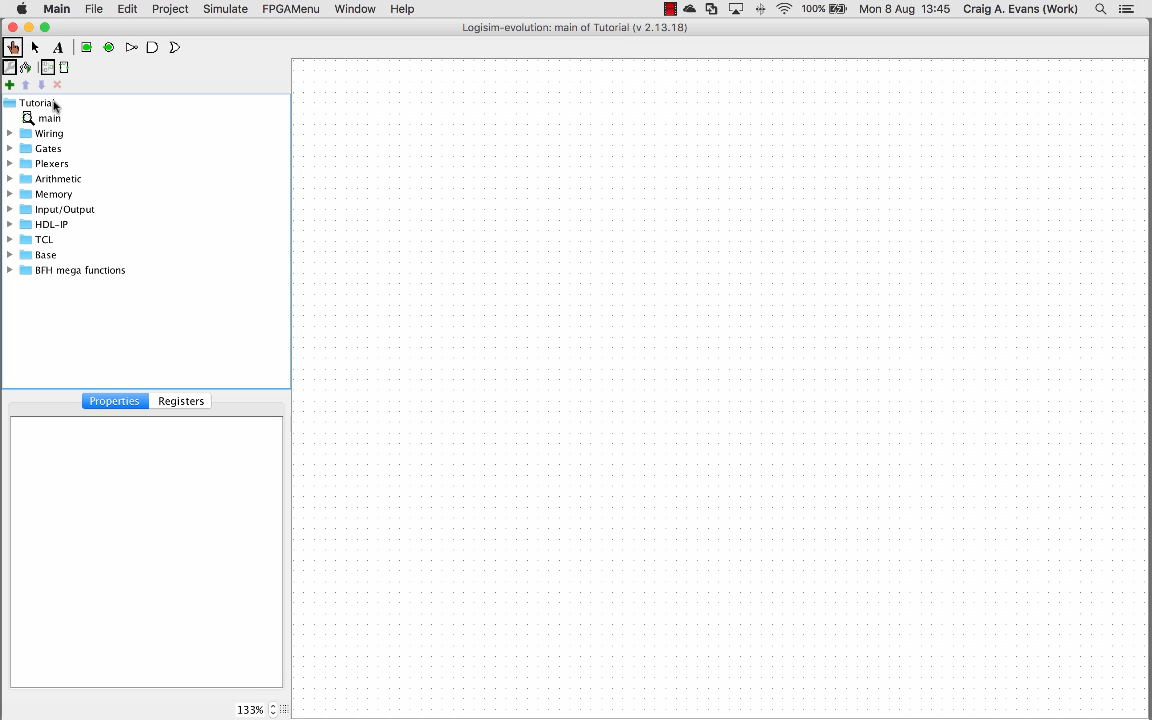 Main File Edit Project Simulate FPGAMenu Window Help 100% Mon 8 Aug 13:45 Craig A. Evans (Work)
Logisim-evolution: main of Tutorial (v 2.13.18)
A
Tutorial
main
Wiring
Gates
Plexers
Arithmetic
Memory
Input/Output
HDL-IP
TCL
Base
BFH mega functions
Properties Registers
133%